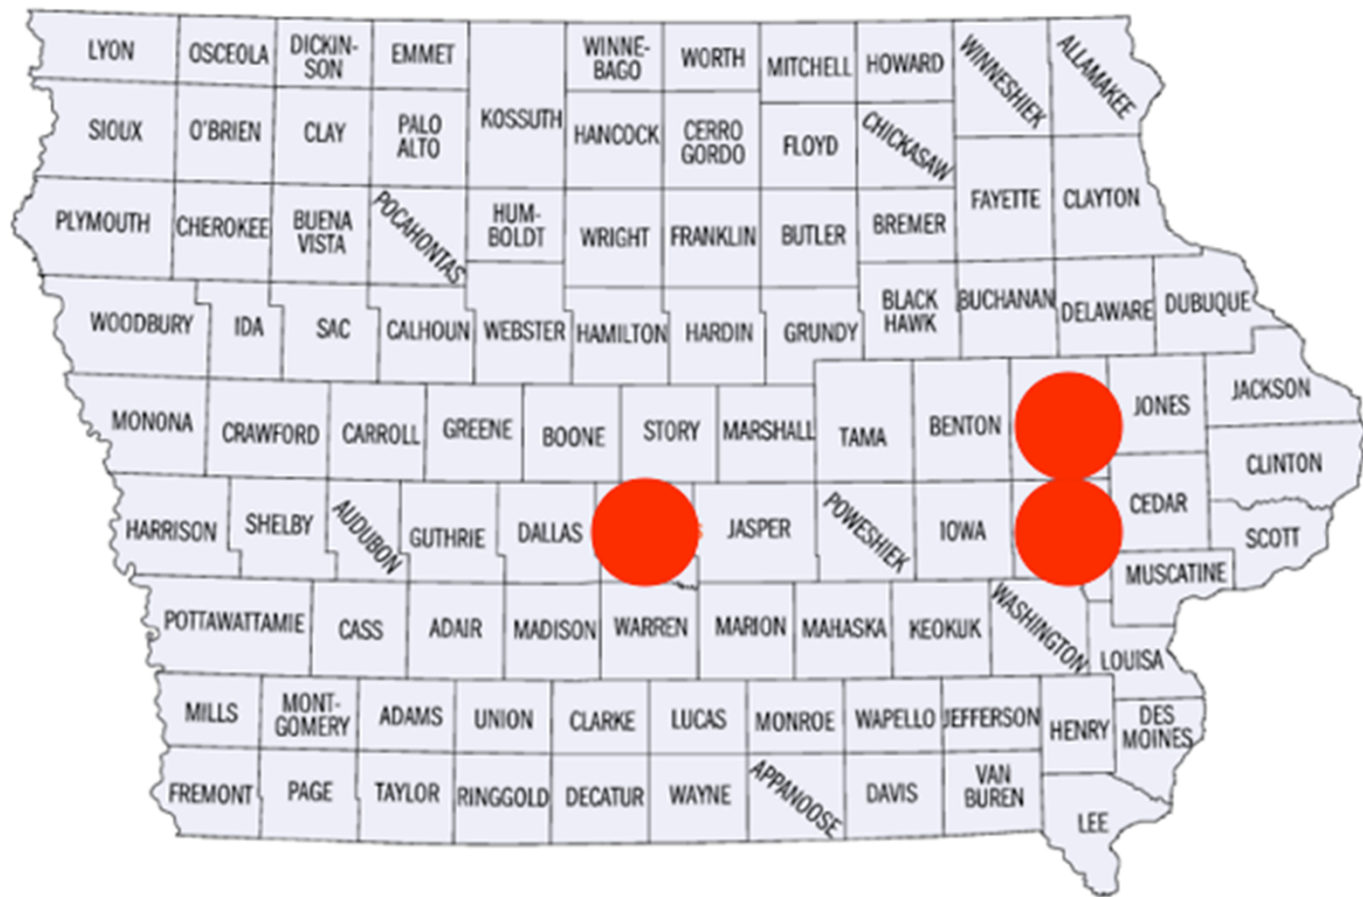 LYON
OSCEOLA
DICKIN-
SON
EMMET
WINNE-
BAGO
WORTH
MITCHELL
HOWARD
WINNESHIEK
ALLAMAKEE
SIOUX
O'BRIEN
CLAY
PALO
ALTO
KOSSUTH
HANCOCK
CERRO
GORDO
FLOYD
CHICKASAW
PLYMOUTH
CHEROKEE
BUENA
VISTA
POCAHONTAS
HUM-
BOLDT
WRIGHT
FRANKLIN
BUTLER
BREMER
FAYETTE
CLAYTON
WOODBURY
IDA
SAC
CALHOUN
WEBSTER
HAMILTON
HARDIN
GRUNDY
BLACK
HAWK
BUCHANAN
DELAWARE
DUBUQUE
MONONA
CRAWFORD
CARROLL
GREENE
BOONE
STORY
MARSHALL
TAMA
BENTON
JONES
JACKSON
CLINTON
HARRISON
SHELBY
AUDUBON
GUTHRIE
DALLAS
JASPER
POWESHIEK
IOWA
CEDAR
SCOTT
MUSCATINE
POTTAWATTAMIE
CASS
ADAIR
MADISON
WARREN
MARION
MAHASKA
KEOKUK
WASHINGTON
LOUISA
MILLS
MONT-
GOMERY
ADAMS
UNION
CLARKE
LUCAS
MONROE
WAPELLO
JEFFERSON
HENRY
DES
MOINES
FREMONT
PAGE
TAYLOR
RINGGOLD
DECATUR
WAYNE
APPANOOSE
DAVIS
VAN
BUREN
LEE